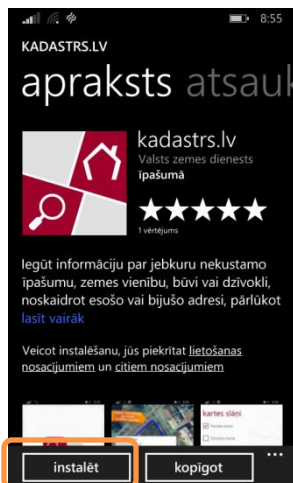 8:55
KADASTRS.LV
apraksts atsauk
kadastrs.lv
Valsts zemes dienests
īpašumā
1 vērtējums
Iegūt informāciju par jebkuru nekustamo
īpašumu, zemes vienību, būvi vai dzīvokli,
noskaidrot esošo vai bijušo adresi, pārlūkot
lasīt vairāk
Veicot instalēšanu, jūs piekrītat lietošanas
nosacījumiem un citiem nosacījumiem
kartes slāņi
instalēt
kopīgot
...